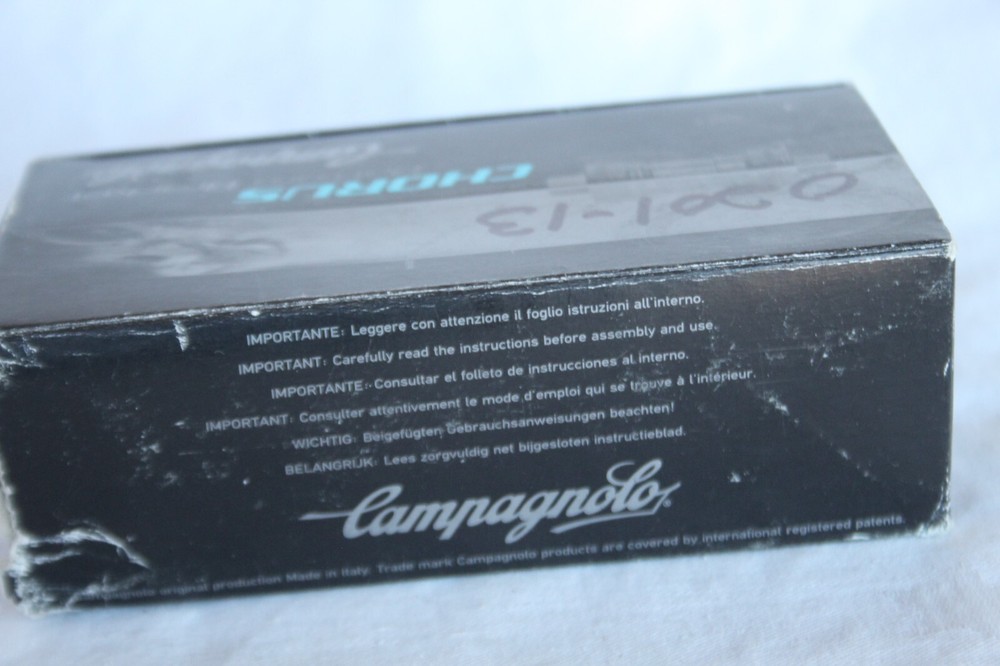 CHORUS
0201-13
IMPORTANTE: Leggere con attenzione il foglio istruzioni all'interno.
IMPORTANT: Carefully read the instructions before assembly and use.
IMPORTANTE: Consultar el folleto de instrucciones al interno.
IMPORTANT: Consulter attentivement le mode d'emploi qui se trouve à l'intérieur.
WICHTIG: Beigefügten Gebrauchsanweisungen beachten!
BELANGRIJK: Lees zorgvuldig net bijgesloten instructieblad.
Campagnolo®
original production Made in Italy. Trade mark Campagnolo products are covered by international registered patents.